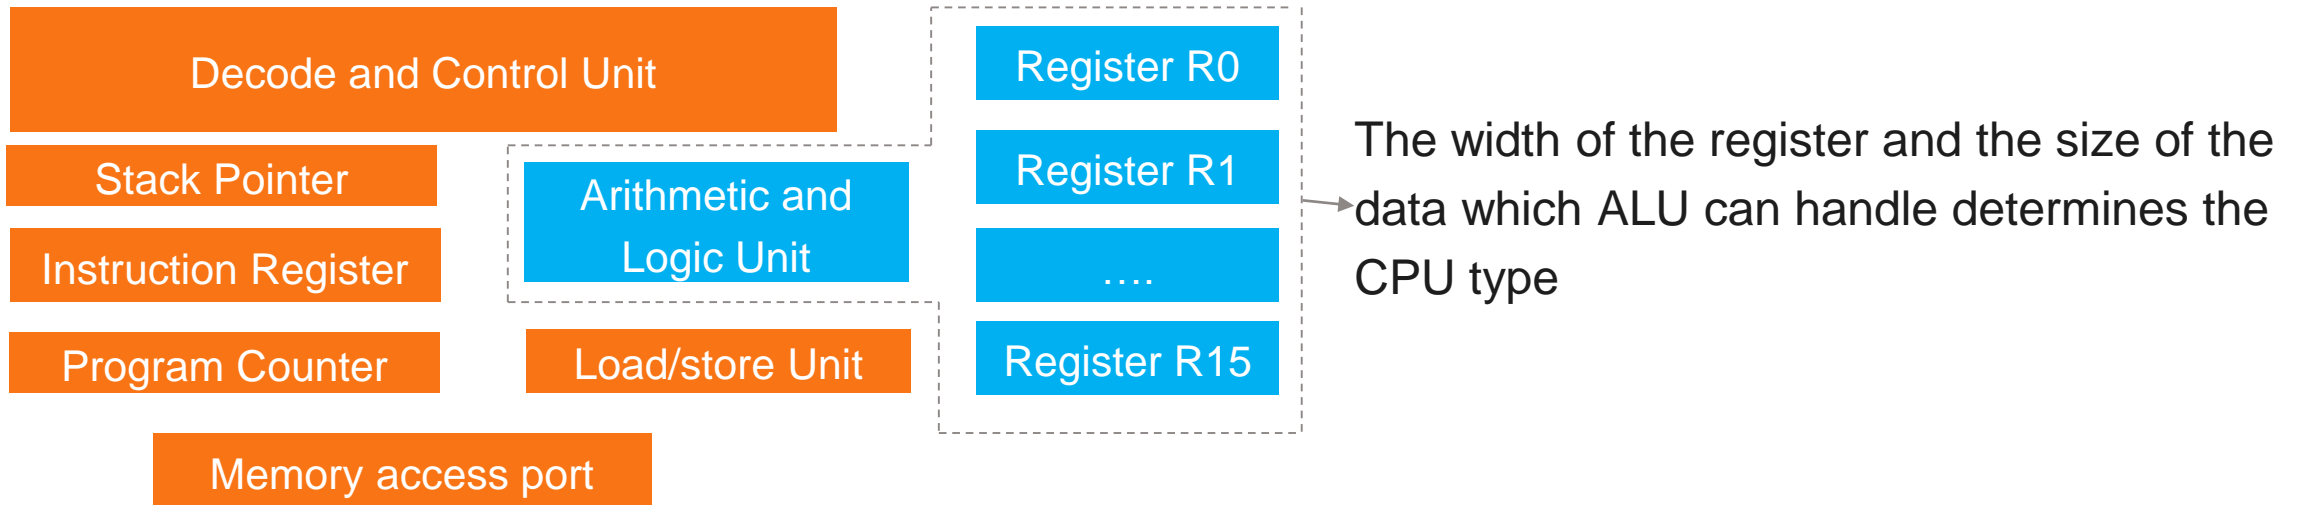 Decode and Control Unit
Stack Pointer
Instruction Register
Program Counter
Arithmetic and
Logic Unit
Load/store Unit
Memory access port
Register R0
Register R1
....
Register R15
The width of the register and the size of the
data which ALU can handle determines the
CPU type